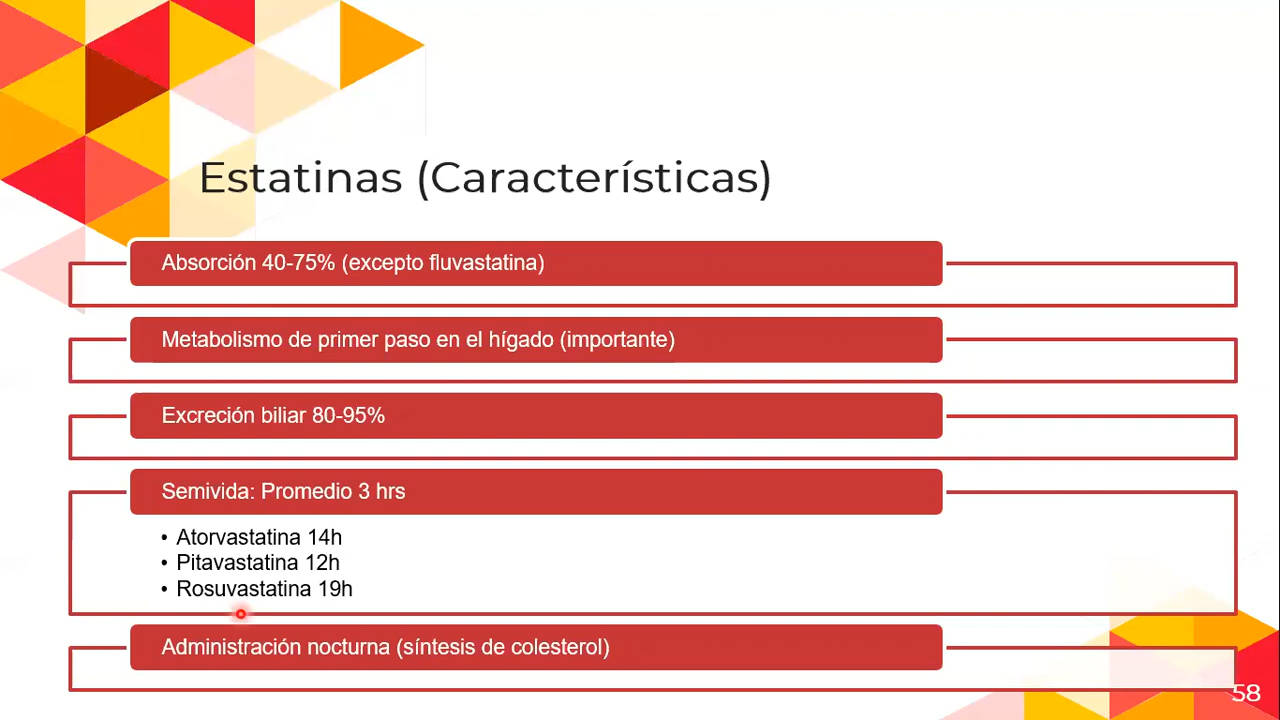 Estatinas (Características)
Absorción 40-75% (excepto fluvastatina)
Metabolismo de primer paso en el hígado (importante)
Excreción biliar 80-95%
Semivida: Promedio 3 hrs
• Atorvastatina 14h
• Pitavastatina 12h
• Rosuvastatina 19h
Administración nocturna (síntesis de colesterol)
58